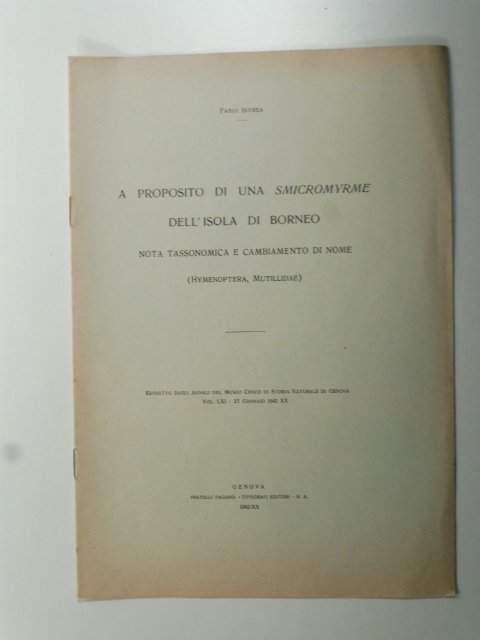 Fabio Invrea
A PROPOSITO DI UNA SMICROMYRME
DELL'ISOLA DI BORNEO
NOTA TASSONOMICA E CAMBIAMENTO DI NOME
(Hymenoptera, Mutillidae)
Estratto dagli Annali del Museo Civico di Storia Naturale di Genova
Vol. LXI - 27 Gennaio 1942 XX
GENOVA
FRATELLI PAGANO - TIPOGRAFI EDITORI - S. A.
1942-XX